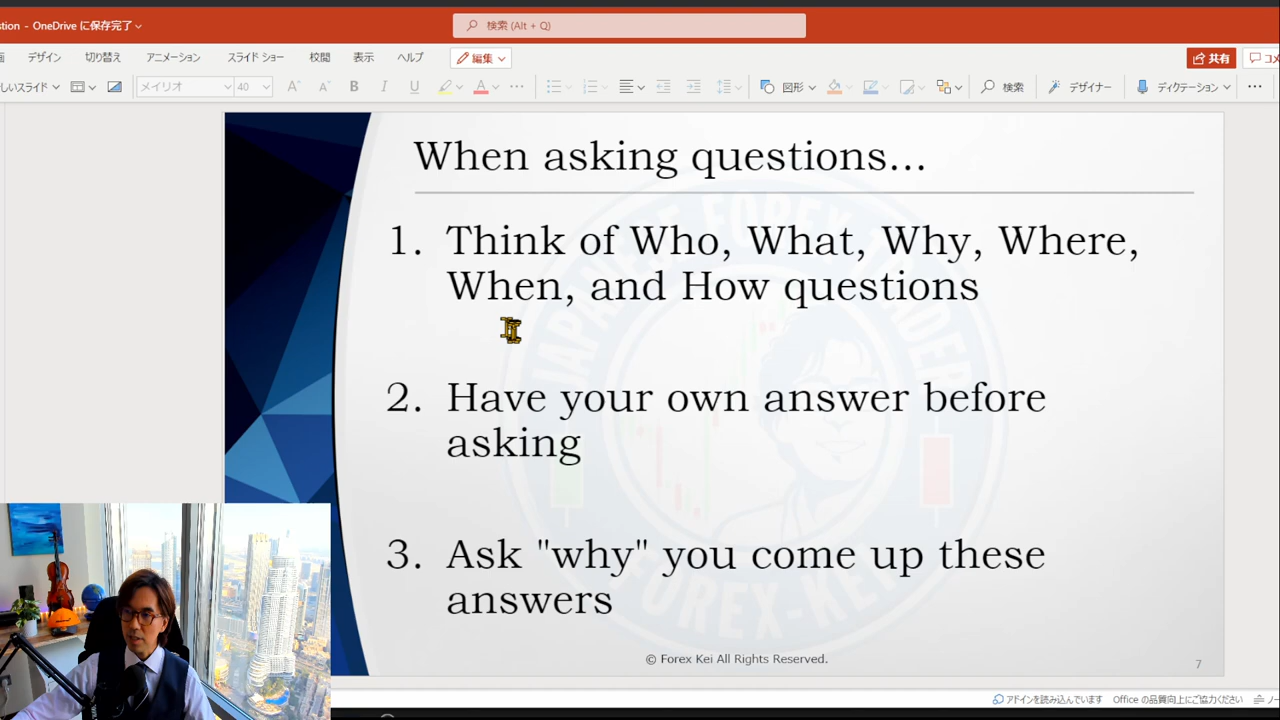 stion - OneDrive に保存完了
検索 (Alt + Q)
デザイン 切り替え アニメーション スライド ショー 校閲 表示 ヘルプ 編集 共有
しいスライド メイリオ 40 B I U A 図形 検索 デザイナー ディクテーション
When asking questions...
1. Think of Who, What, Why, Where,
When, and How questions
2. Have your own answer before
asking
3. Ask "why" you come up these
answers
JAPANESE FOREX TRADER
© Forex Kei All Rights Reserved.
7
アドインを読み込んでいます Office の品質向上にご協力ください ノー